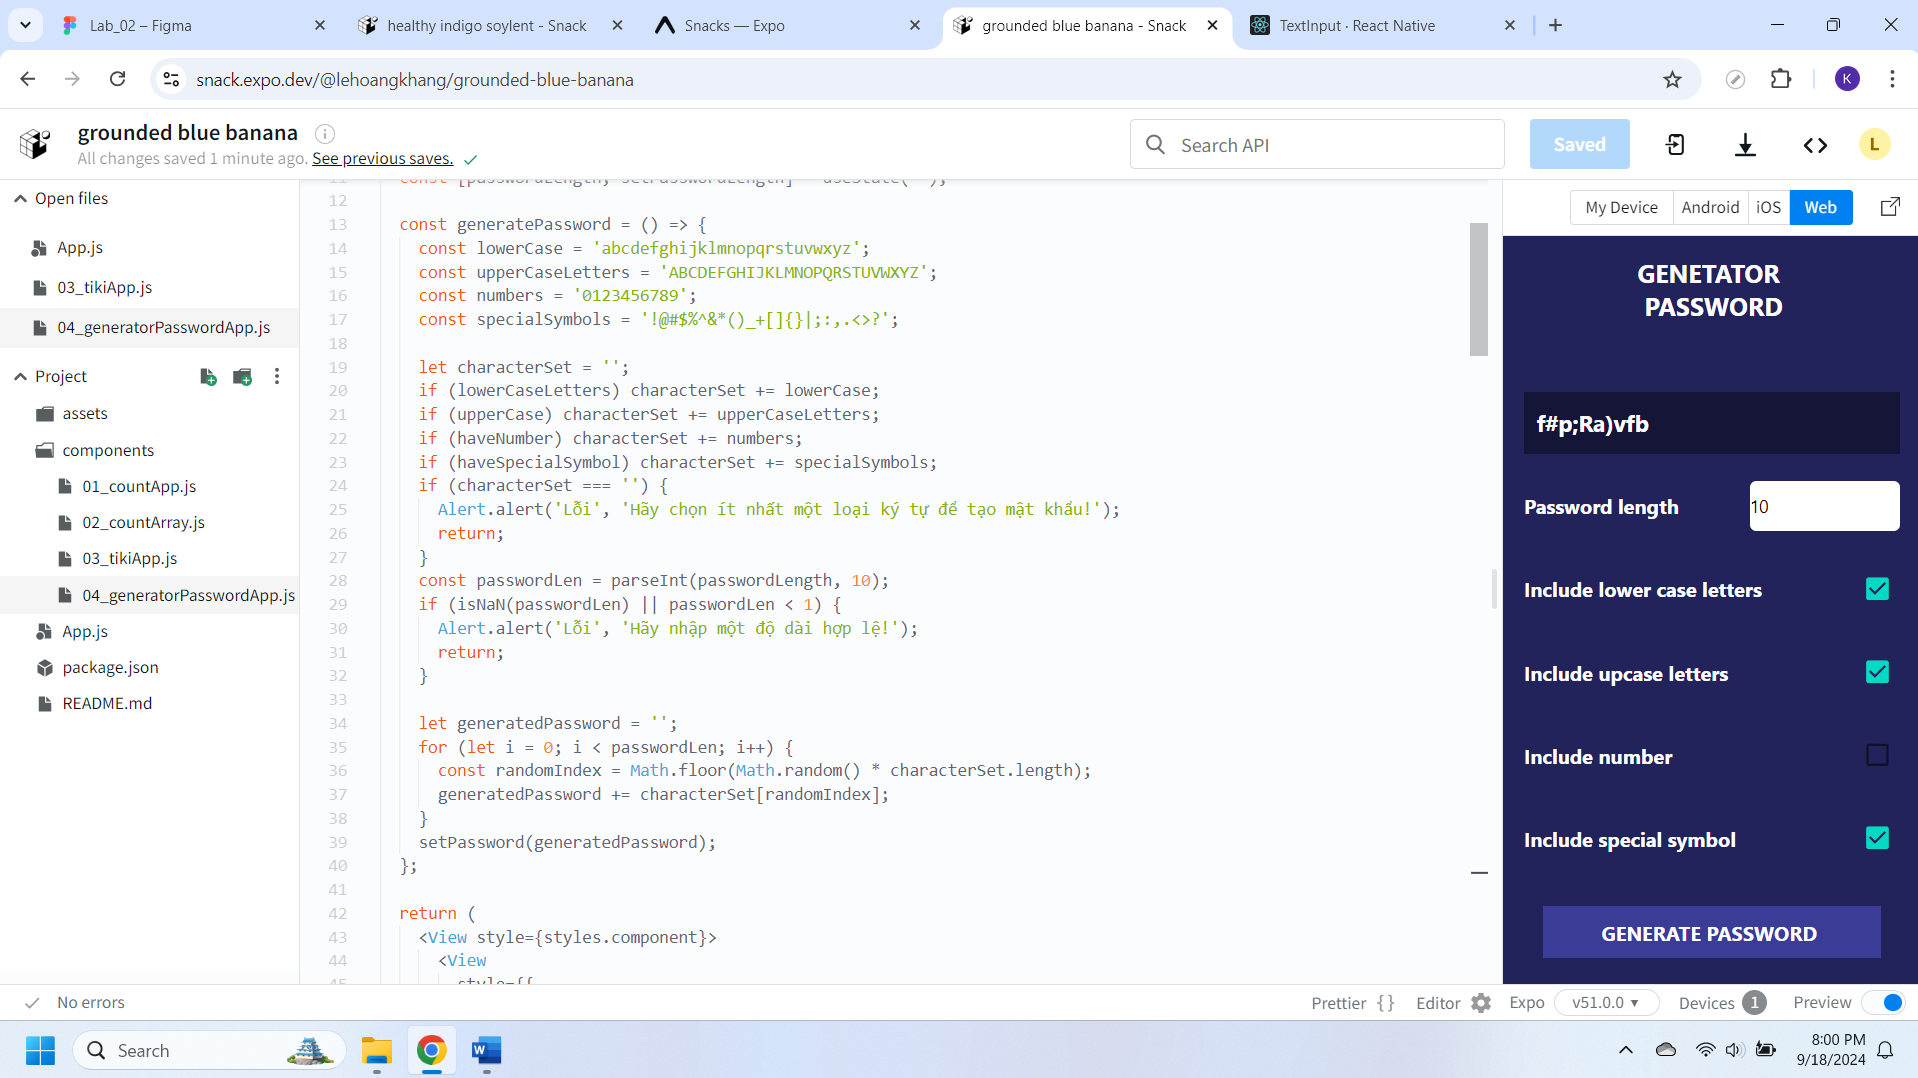 Lab_02 – Figma
healthy indigo soylent - Snack
Snacks — Expo
grounded blue banana - Snack
TextInput · React Native
snack.expo.dev/@lehoangkhang/grounded-blue-banana
K
grounded blue banana
All changes saved 1 minute ago. See previous saves.
Search API
Saved
L
Open files
App.js
03_tikiApp.js
04_generatorPasswordApp.js
Project
assets
components
01_countApp.js
02_countArray.js
03_tikiApp.js
04_generatorPasswordApp.js
App.js
package.json
README.md
11 const [passwordLength, setPasswordLength] = useState('');
12
13 const generatePassword = () => {
14 const lowerCase = 'abcdefghijklmnopqrstuvwxyz';
15 const upperCaseLetters = 'ABCDEFGHIJKLMNOPQRSTUVWXYZ';
16 const numbers = '0123456789';
17 const specialSymbols = '!@#$%^&*()_+[]{}|;:,.<>?';
18
19 let characterSet = '';
20 if (lowerCaseLetters) characterSet += lowerCase;
21 if (upperCase) characterSet += upperCaseLetters;
22 if (haveNumber) characterSet += numbers;
23 if (haveSpecialSymbol) characterSet += specialSymbols;
24 if (characterSet === '') {
25 Alert.alert('Lỗi', 'Hãy chọn ít nhất một loại ký tự để tạo mật khẩu!');
26 return;
27 }
28 const passwordLen = parseInt(passwordLength, 10);
29 if (isNaN(passwordLen) || passwordLen < 1) {
30 Alert.alert('Lỗi', 'Hãy nhập một độ dài hợp lệ!');
31 return;
32 }
33
34 let generatedPassword = '';
35 for (let i = 0; i < passwordLen; i++) {
36 const randomIndex = Math.floor(Math.random() * characterSet.length);
37 generatedPassword += characterSet[randomIndex];
38 }
39 setPassword(generatedPassword);
40 };
41
42 return (
43 <View style={styles.component}>
44 <View
45 style={{
My Device
Android
iOS
Web
GENETATOR
PASSWORD
f#p;Ra)vfb
Password length
10
Include lower case letters
Include upcase letters
Include number
Include special symbol
GENERATE PASSWORD
No errors
Prettier { }
Editor
Expo
v51.0.0
Devices 1
Preview
Search
8:00 PM
9/18/2024